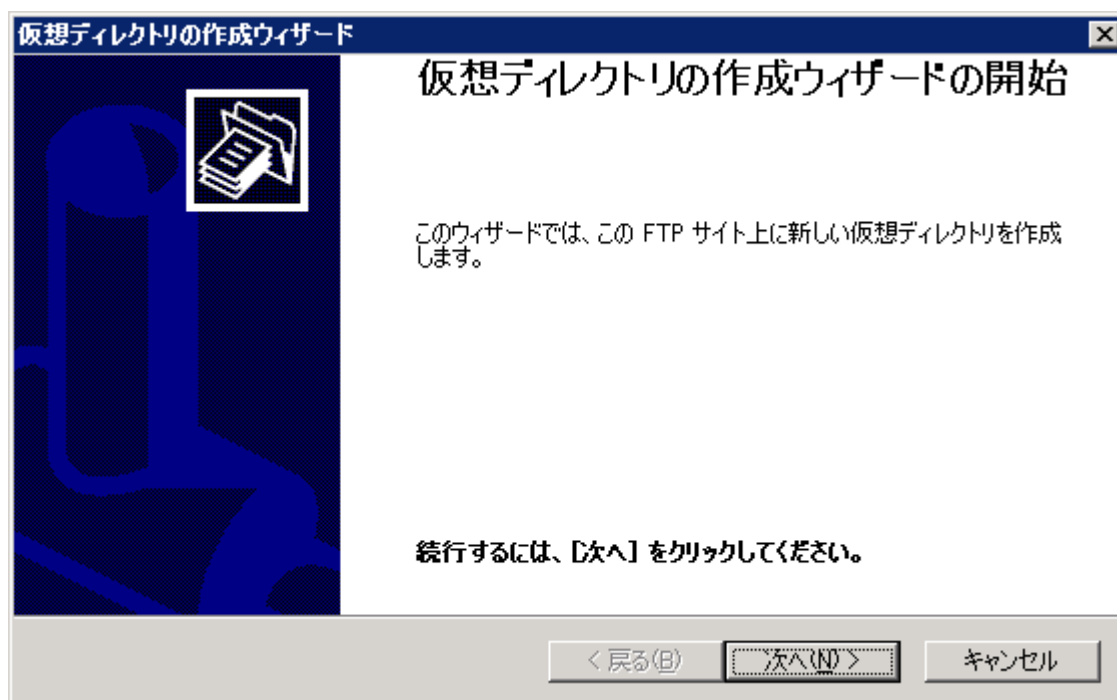 仮想ディレクトリの作成ウィザード
仮想ディレクトリの作成ウィザードの開始
このウィザードでは、この FTP サイト上に新しい仮想ディレクトリを作成
します。
続行するには、[次へ] をクリックしてください。
< 戻る(B)
次へ(N) >
キャンセル